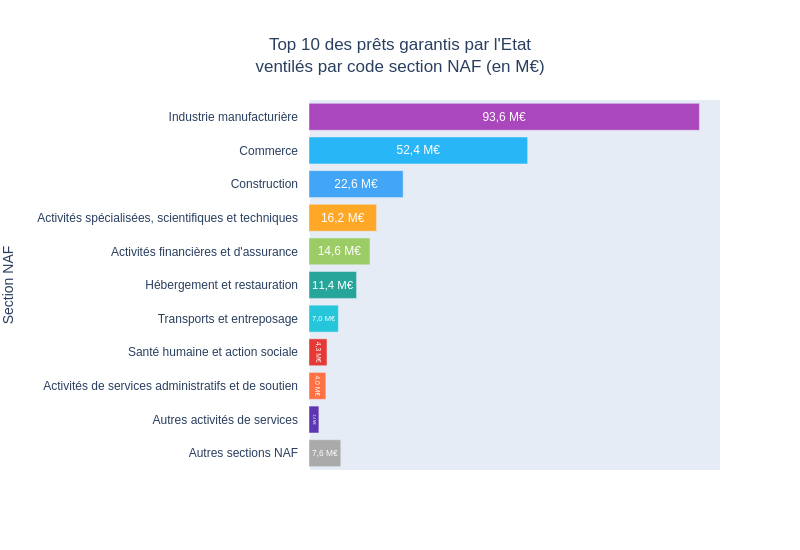 Top 10 des prêts garantis par l'Etat
ventilés par code section NAF (en M€)
Section NAF
Industrie manufacturière 93,6 M€
Commerce 52,4 M€
Construction 22,6 M€
Activités spécialisées, scientifiques et techniques 16,2 M€
Activités financières et d'assurance 14,6 M€
Hébergement et restauration 11,4 M€
Transports et entreposage 7,0 M€
Santé humaine et action sociale 4,3 M€
Activités de services administratifs et de soutien 4,0 M€
Autres activités de services
Autres sections NAF 7,6 M€